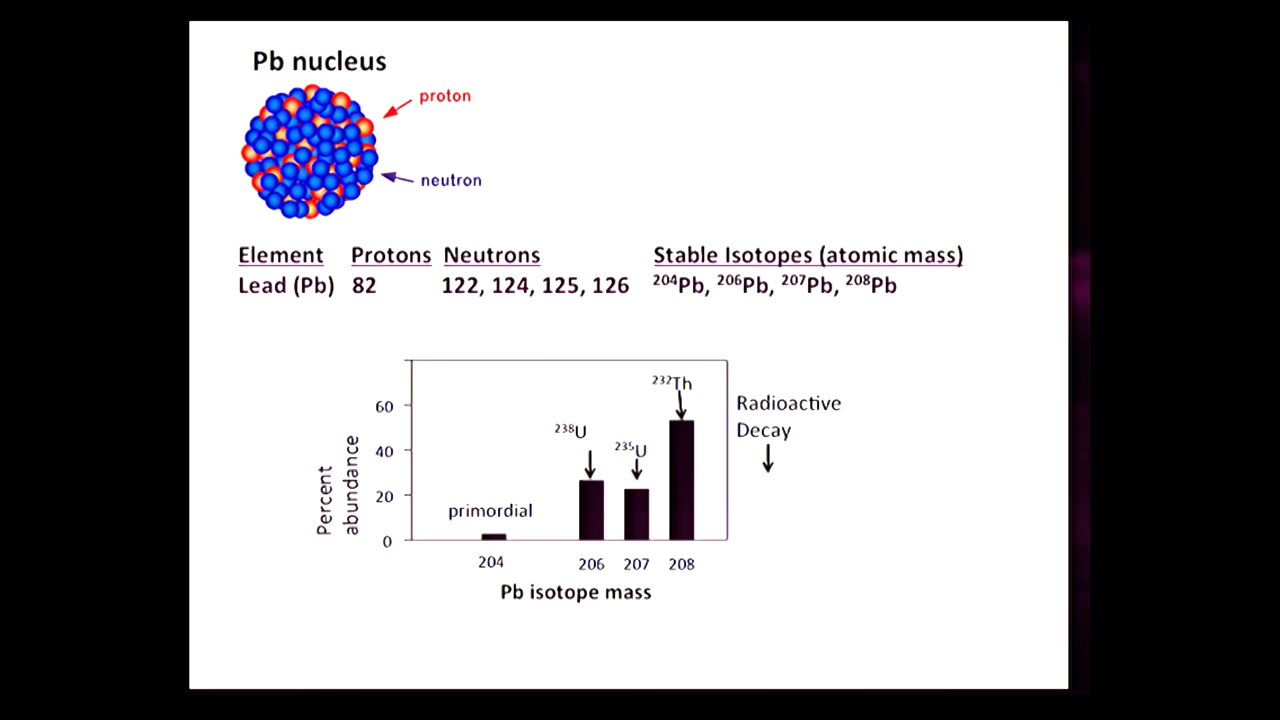 Pb nucleus
proton
neutron
Element Protons Neutrons Stable Isotopes (atomic mass)
Lead (Pb) 82 122, 124, 125, 126 ²⁰⁴Pb, ²⁰⁶Pb, ²⁰⁷Pb, ²⁰⁸Pb
²³²Th
Radioactive
Decay
60
²³⁸U
²³⁵U
40
20
primordial
0
Percent
abundance
204 206 207 208
Pb isotope mass